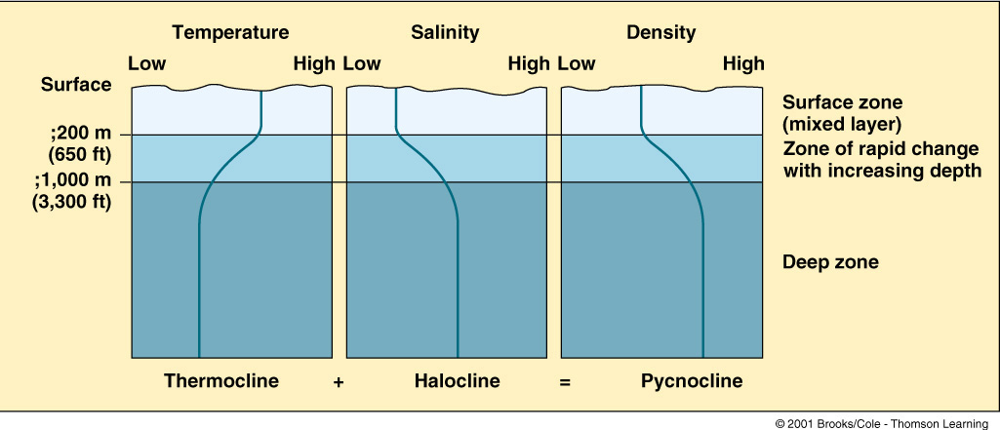 Temperature Salinity Density
Low High Low High Low High
Surface
Surface zone
(mixed layer)
;200 m
(650 ft)
Zone of rapid change
with increasing depth
;1,000 m
(3,300 ft)
Deep zone
Thermocline + Halocline = Pycnocline
© 2001 Brooks/Cole - Thomson Learning